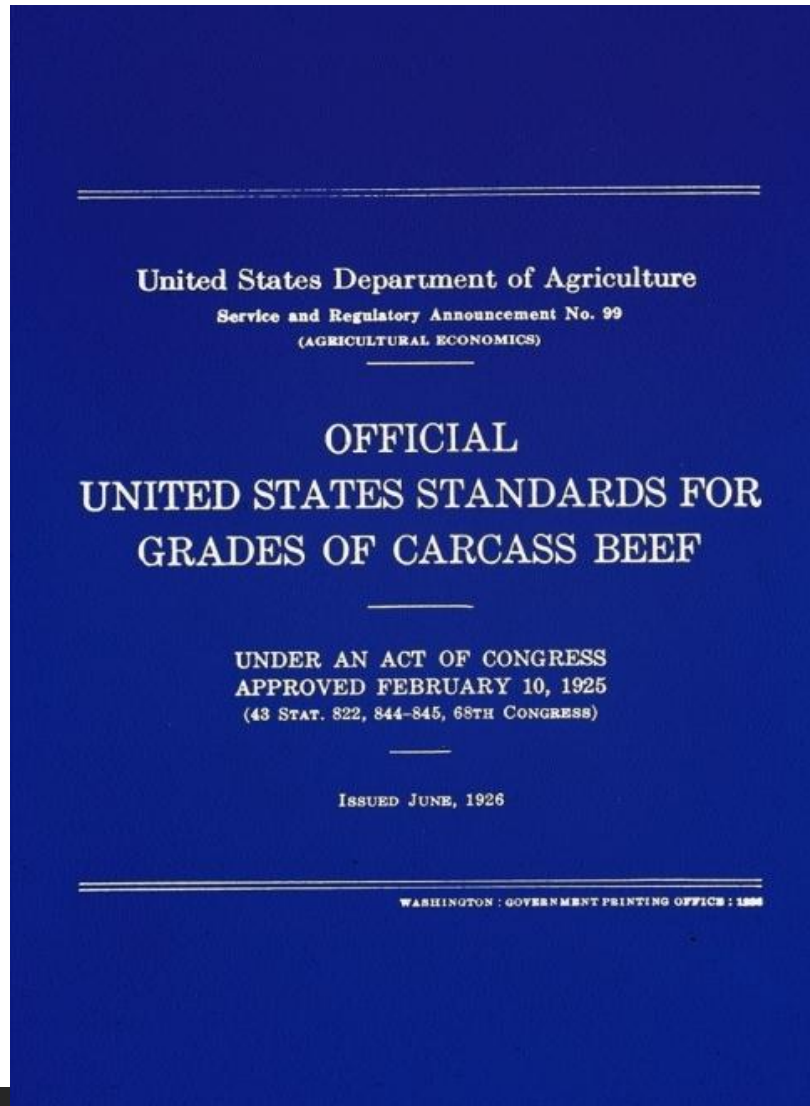 United States Department of Agriculture
Service and Regulatory Announcement No. 99
(AGRICULTURAL ECONOMICS)
OFFICIAL
UNITED STATES STANDARDS FOR
GRADES OF CARCASS BEEF
UNDER AN ACT OF CONGRESS
APPROVED FEBRUARY 10, 1925
(43 STAT. 822, 844–845, 68TH CONGRESS)
ISSUED JUNE, 1926
WASHINGTON : GOVERNMENT PRINTING OFFICE :